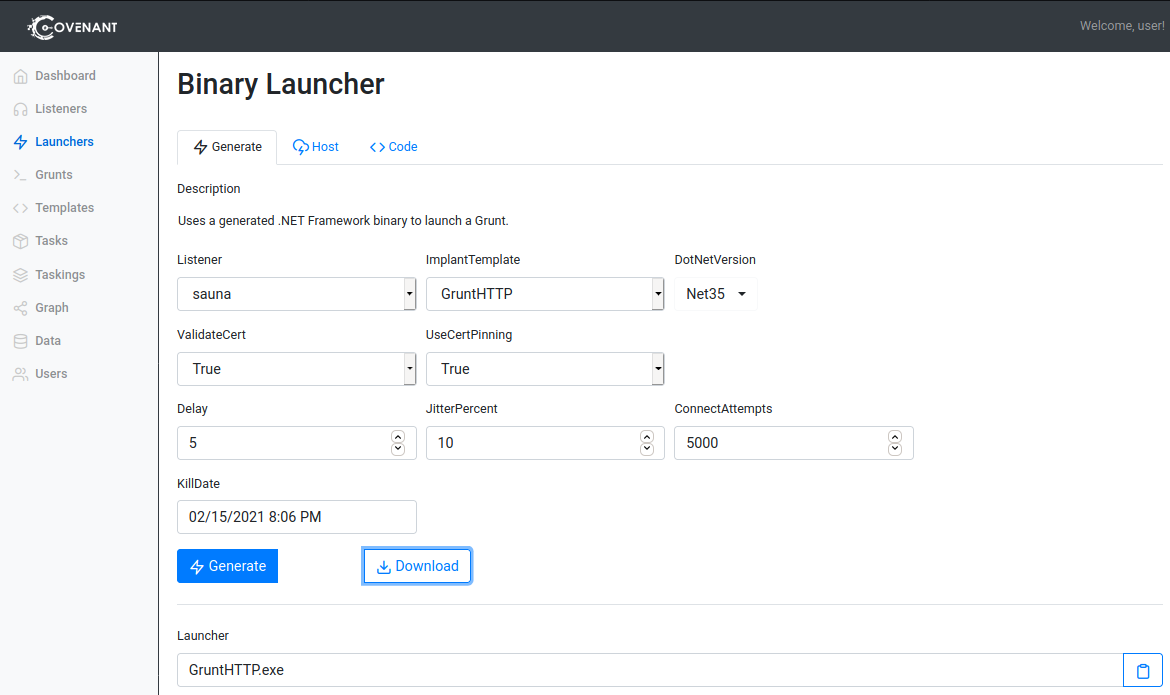 COVENANT
Welcome, user!
Dashboard
Listeners
Launchers
Grunts
Templates
Tasks
Taskings
Graph
Data
Users
Binary Launcher
Generate Host Code
Description
Uses a generated .NET Framework binary to launch a Grunt.
Listener ImplantTemplate DotNetVersion
sauna GruntHTTP Net35
ValidateCert UseCertPinning
True True
Delay JitterPercent ConnectAttempts
5 10 5000
KillDate
02/15/2021 8:06 PM
Generate Download
Launcher
GruntHTTP.exe